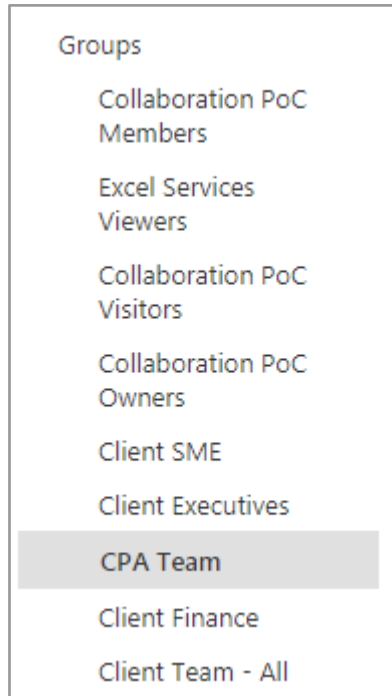 Groups
Collaboration PoC
Members
Excel Services
Viewers
Collaboration PoC
Visitors
Collaboration PoC
Owners
Client SME
Client Executives
CPA Team
Client Finance
Client Team - All